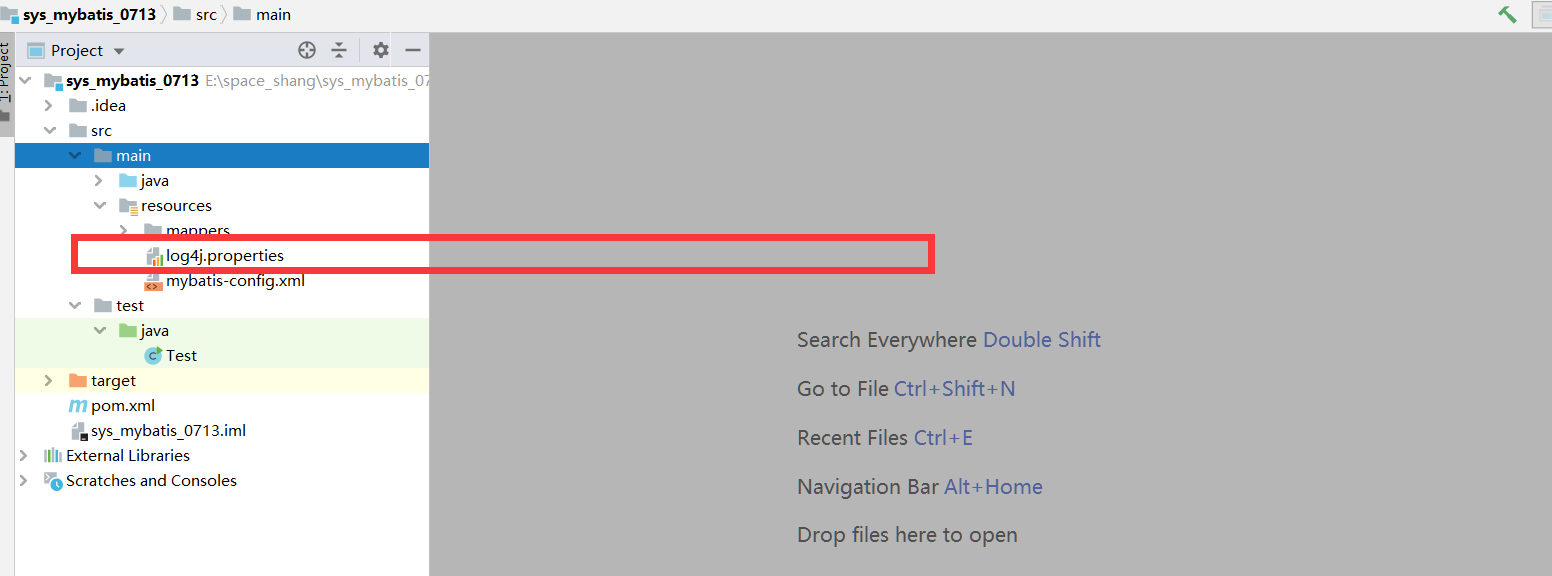 sys_mybatis_0713 src main
1: Project
Project
sys_mybatis_0713 E:\space_shang\sys_mybatis_07
.idea
src
main
java
resources
mappers
log4j.properties
mybatis-config.xml
test
java
Test
target
pom.xml
sys_mybatis_0713.iml
External Libraries
Scratches and Consoles
Search Everywhere Double Shift
Go to File Ctrl+Shift+N
Recent Files Ctrl+E
Navigation Bar Alt+Home
Drop files here to open